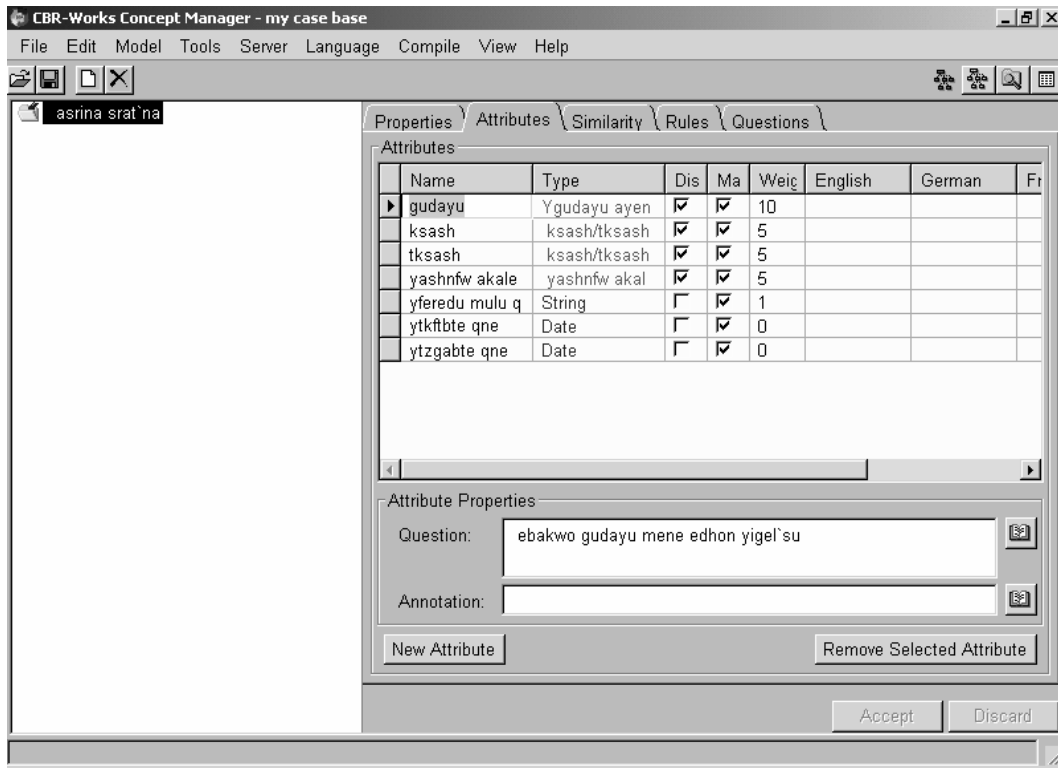 CBR-Works Concept Manager - my case base
File Edit Model Tools Server Language Compile View Help
asrina srat`na
Properties Attributes Similarity Rules Questions
Attributes
Name Type Dis Ma Weig English German Fr
gudayu Ygudayu ayen 10
ksash ksash/tksash 5
tksash ksash/tksash 5
yashnfw akale yashnfw akal 5
yferedu mulu q String 1
ytkftbte qne Date 0
ytzgabte qne Date 0
Attribute Properties
Question: ebakwo gudayu mene edhon yigel`su
Annotation:
New Attribute Remove Selected Attribute
Accept Discard